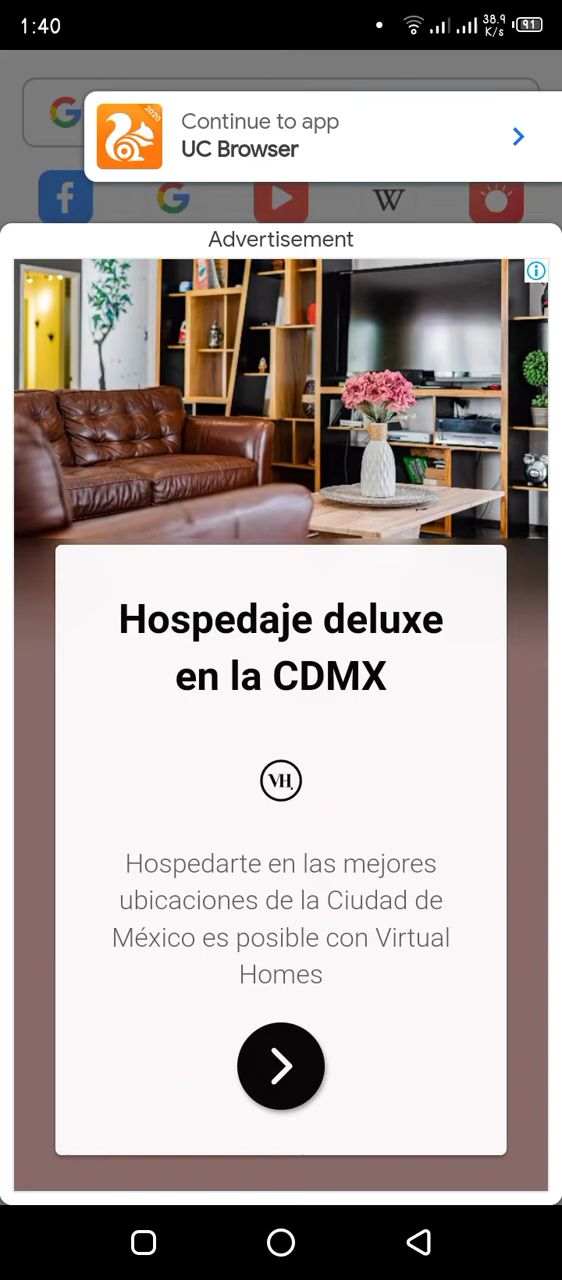 1:40
38.9
K/s
91
Continue to app
UC Browser
2020
Advertisement
Hospedaje deluxe
en la CDMX
VH.
Hospedarte en las mejores
ubicaciones de la Ciudad de
México es posible con Virtual
Homes